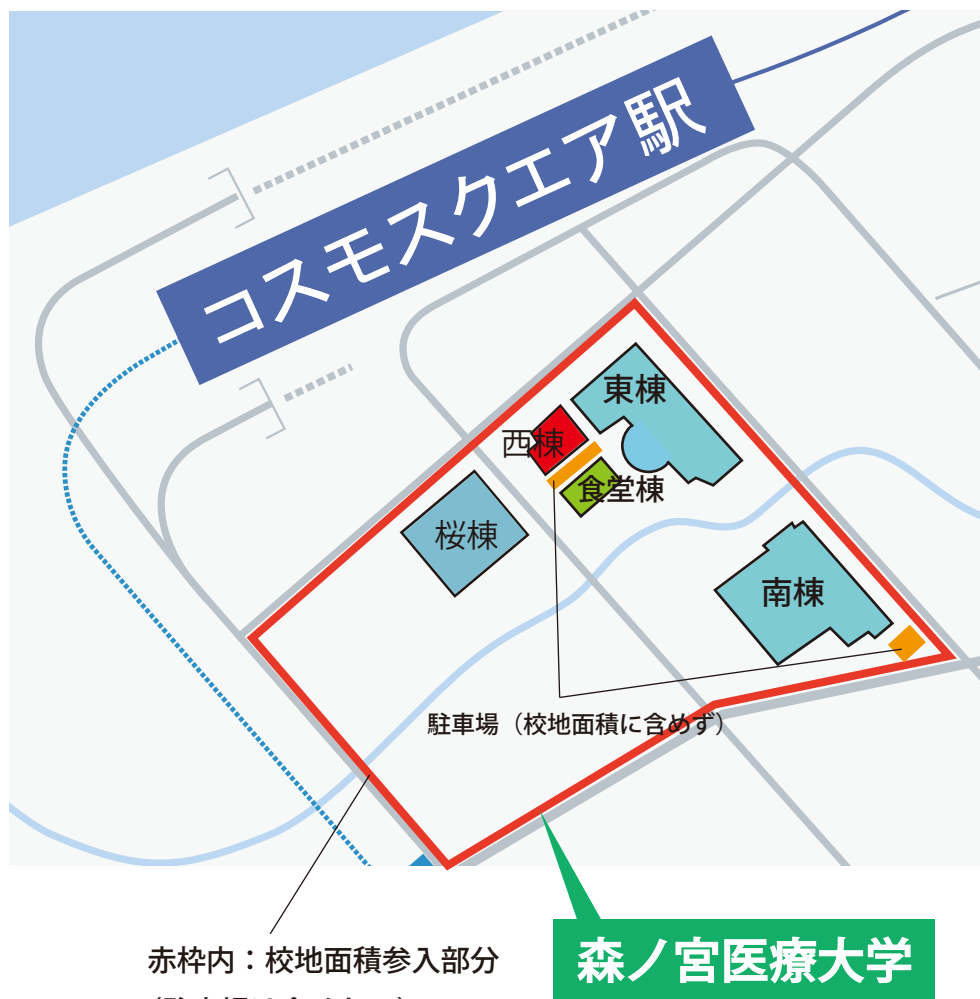 コスモスクエア駅
東棟
西棟
食堂棟
桜棟
南棟
駐車場（校地面積に含めず）
赤枠内：校地面積参入部分
森ノ宮医療大学